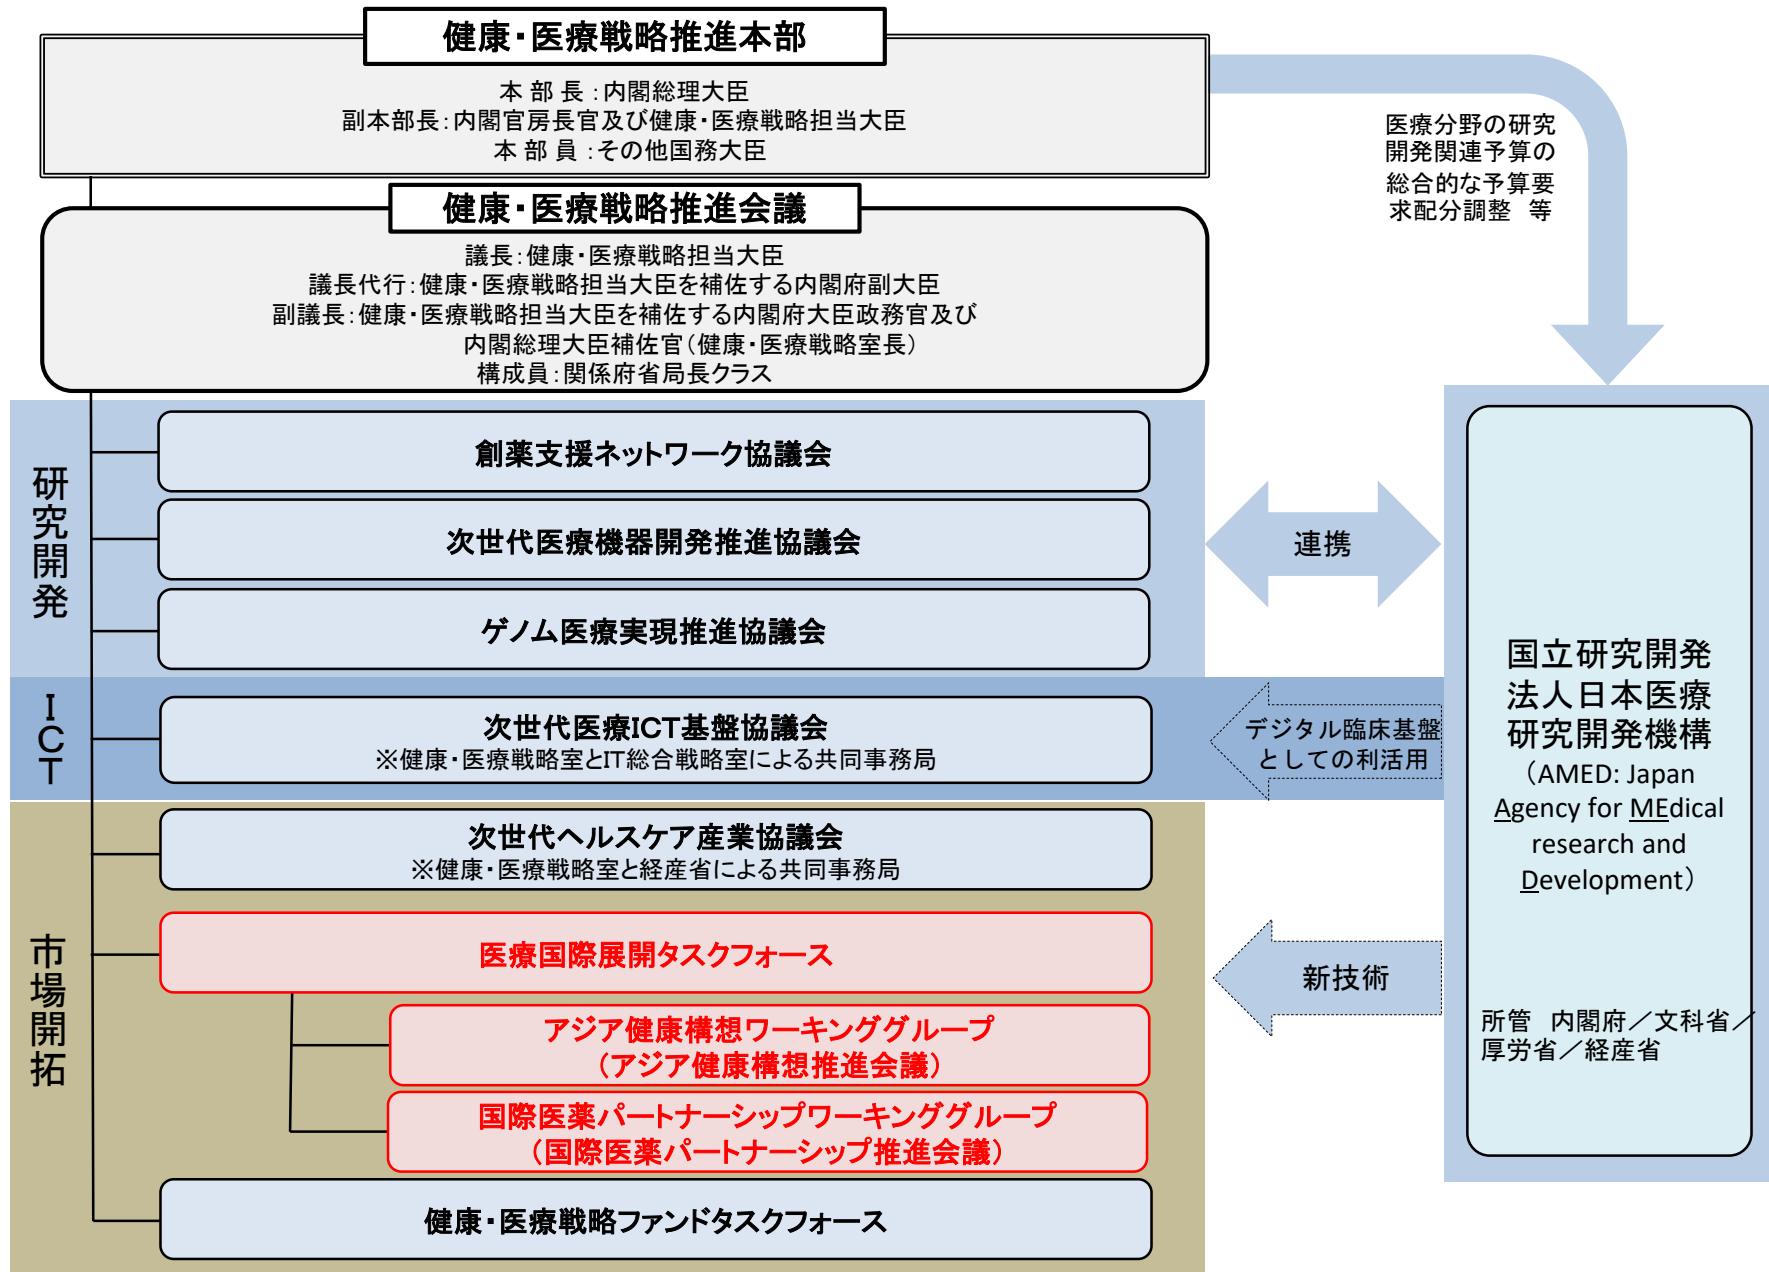 健康・医療戦略推進本部
本 部 長 ：内閣総理大臣
副本部長：内閣官房長官及び健康・医療戦略担当大臣
本 部 員 ：その他国務大臣
医療分野の研究
開発関連予算の
総合的な予算要
求配分調整　等
健康・医療戦略推進会議
議長：健康・医療戦略担当大臣
議長代行：健康・医療戦略担当大臣を補佐する内閣府副大臣
副議長：健康・医療戦略担当大臣を補佐する内閣府大臣政務官及び
内閣総理大臣補佐官（健康・医療戦略室長）
構成員：関係府省局長クラス
研究開発
創薬支援ネットワーク協議会
次世代医療機器開発推進協議会
ゲノム医療実現推進協議会
連携
ICT
次世代医療ICT基盤協議会
※健康・医療戦略室とIT総合戦略室による共同事務局
デジタル臨床基盤
としての利活用
市場開拓
次世代ヘルスケア産業協議会
※健康・医療戦略室と経産省による共同事務局
医療国際展開タスクフォース
アジア健康構想ワーキンググループ
（アジア健康構想推進会議）
国際医薬パートナーシップワーキンググループ
（国際医薬パートナーシップ推進会議）
健康・医療戦略ファンドタスクフォース
新技術
国立研究開発
法人日本医療
研究開発機構
（AMED: Japan
Agency for MEdical
research and
Development）
所管　内閣府／文科省／
厚労省／経産省